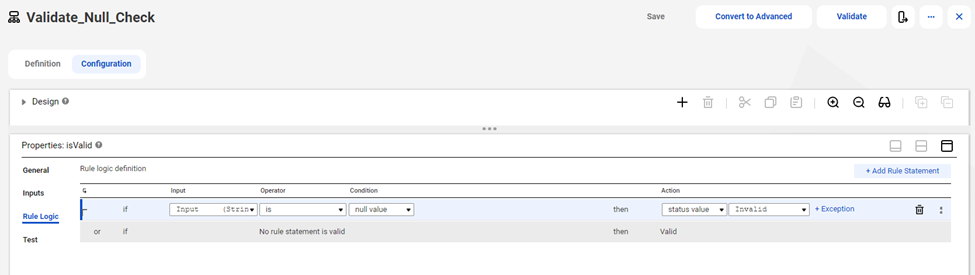 Validate_Null_Check
Save
Convert to Advanced
Validate
Definition
Configuration
Design
Properties: isValid
General
Rule logic definition
+ Add Rule Statement
Inputs
Input Operator Condition Action
Rule Logic
if Input (Strin is null value then status value Invalid + Exception
or if No rule statement is valid then Valid
Test